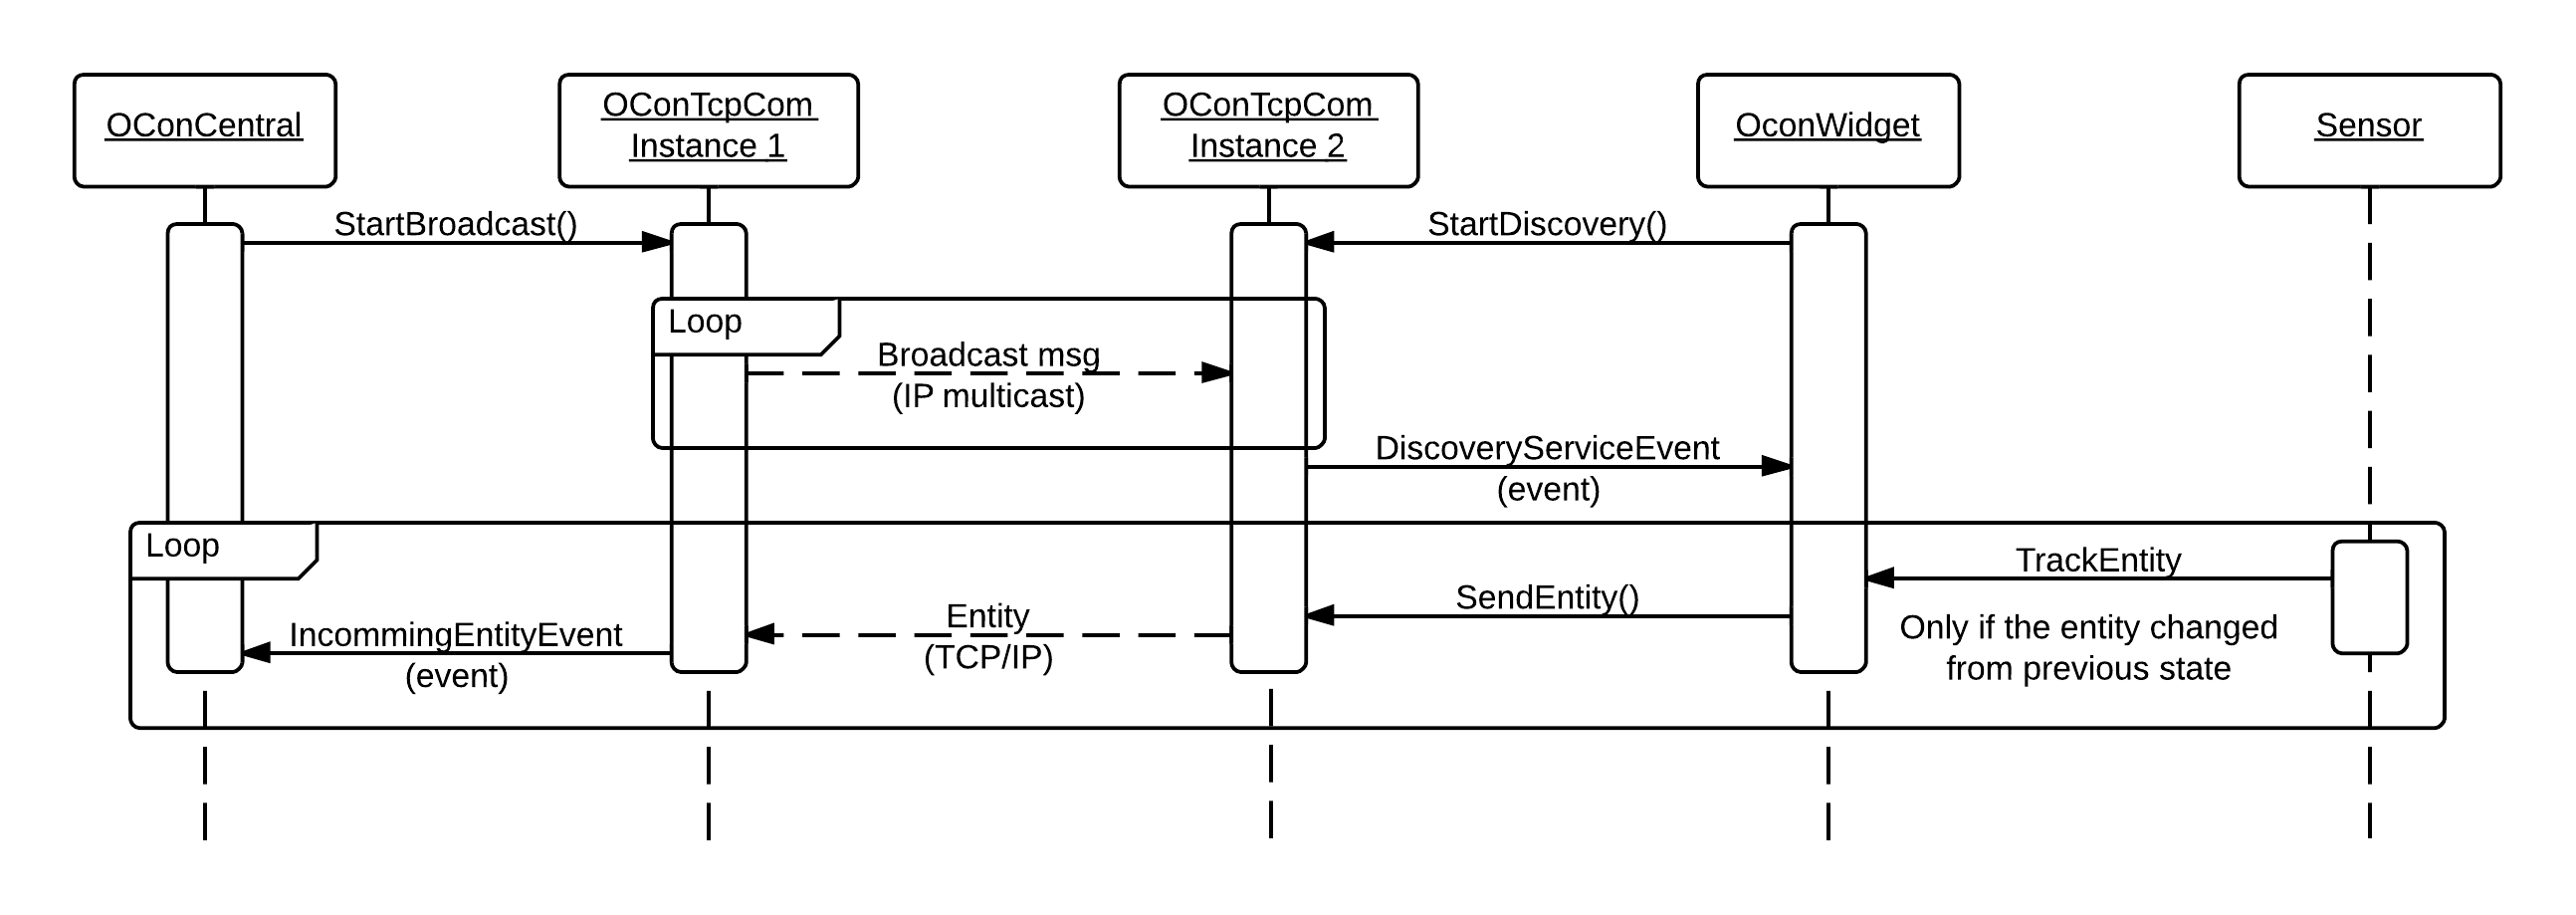 OConCentral
OConTcpCom
Instance 1
OConTcpCom
Instance 2
OconWidget
Sensor
StartBroadcast()
StartDiscovery()
Loop
Broadcast msg
(IP multicast)
DiscoveryServiceEvent
(event)
Loop
TrackEntity
SendEntity()
Only if the entity changed
from previous state
Entity
(TCP/IP)
IncommingEntityEvent
(event)